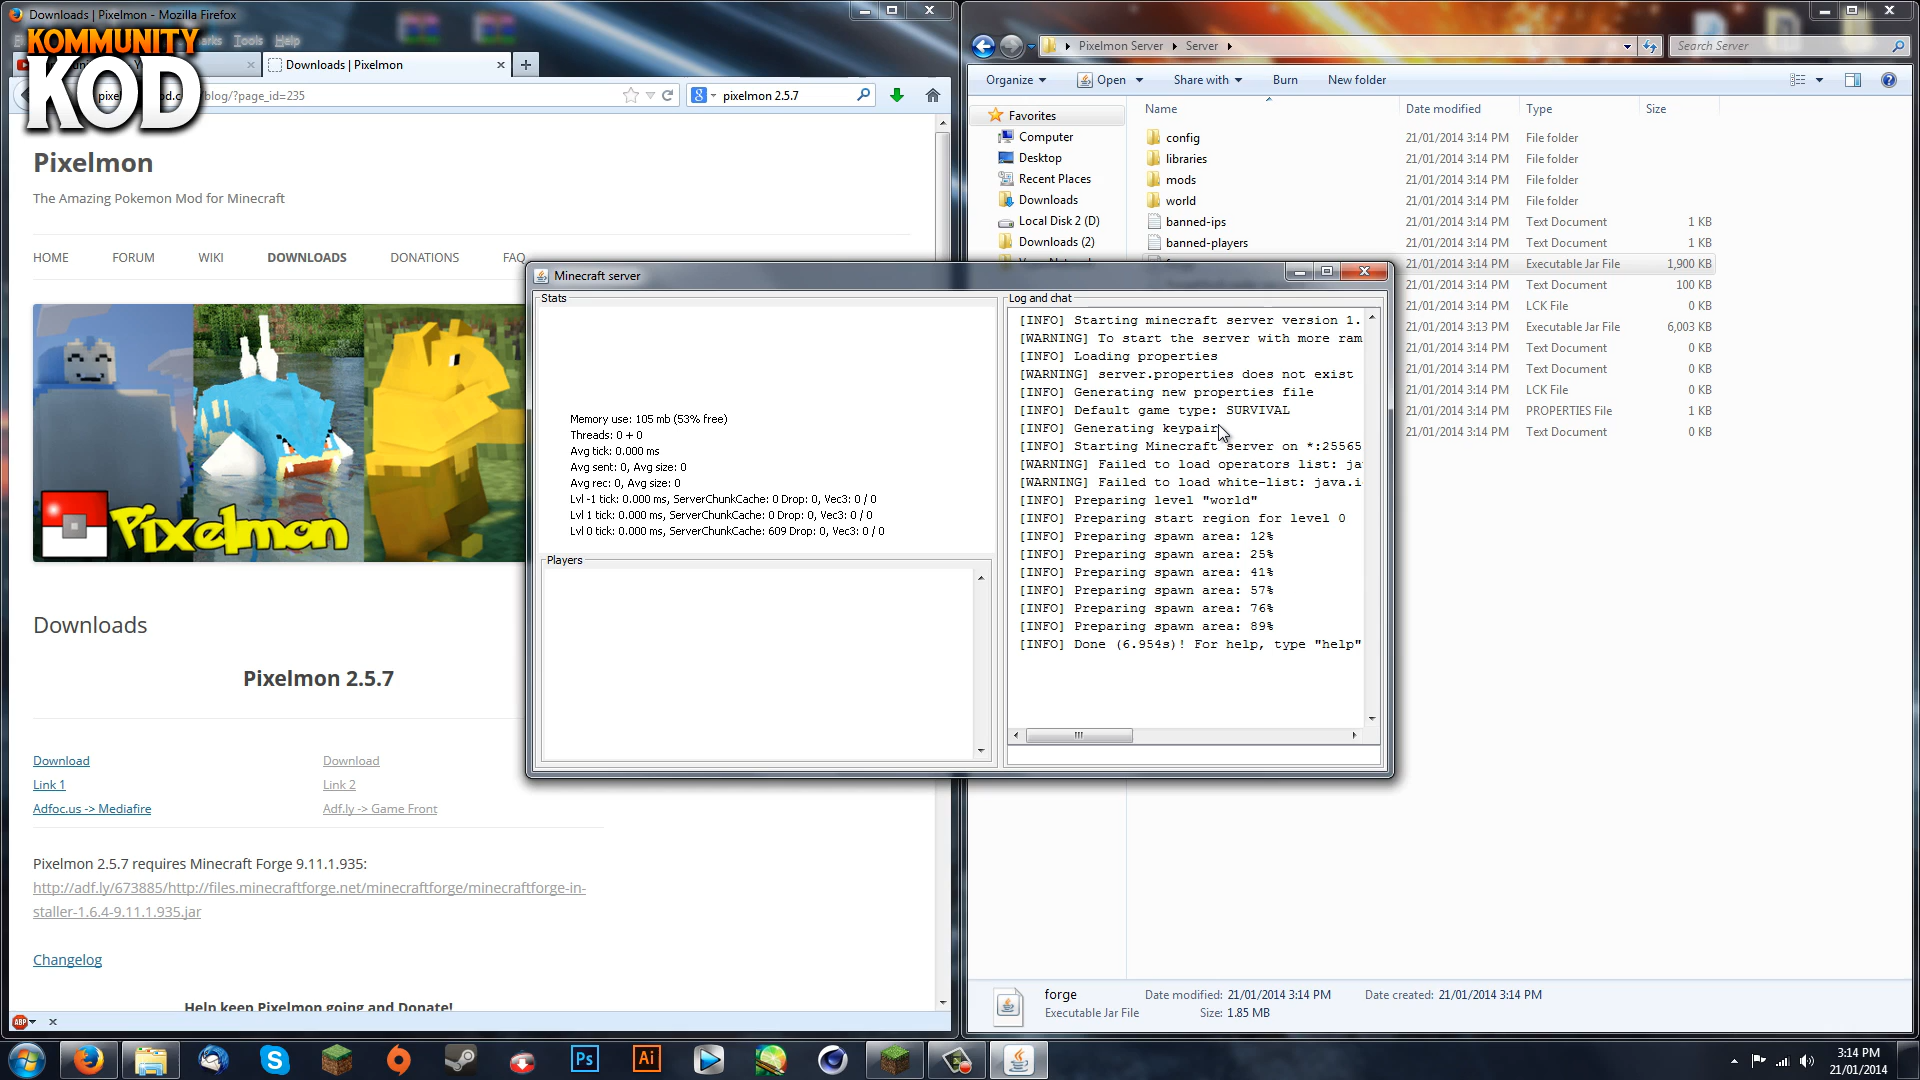 Downloads | Pixelmon - Mozilla Firefox
Tools Help
KOMMUNITY
KOD
Downloads | Pixelmon
blog/?page_id=235
pixelmon 2.5.7
Pixelmon
The Amazing Pokemon Mod for Minecraft
HOME FORUM WIKI DOWNLOADS DONATIONS FAQ
Pixelmon
Downloads
Pixelmon 2.5.7
Download Download
Link 1 Link 2
Adfoc.us -> Mediafire Adf.ly -> Game Front
Pixelmon 2.5.7 requires Minecraft Forge 9.11.1.935:
http://adf.ly/673885/http://files.minecraftforge.net/minecraftforge/minecraftforge-in-
staller-1.6.4-9.11.1.935.jar
Changelog
Help keep Pixelmon going and Donate!
ABP
Minecraft server
Stats
Memory use: 105 mb (53% free)
Threads: 0 + 0
Avg tick: 0.000 ms
Avg sent: 0, Avg size: 0
Avg rec: 0, Avg size: 0
Lvl -1 tick: 0.000 ms, ServerChunkCache: 0 Drop: 0, Vec3: 0 / 0
Lvl 1 tick: 0.000 ms, ServerChunkCache: 0 Drop: 0, Vec3: 0 / 0
Lvl 0 tick: 0.000 ms, ServerChunkCache: 609 Drop: 0, Vec3: 0 / 0
Players
Log and chat
[INFO] Starting minecraft server version 1.
[WARNING] To start the server with more ram
[INFO] Loading properties
[WARNING] server.properties does not exist
[INFO] Generating new properties file
[INFO] Default game type: SURVIVAL
[INFO] Generating keypair
[INFO] Starting Minecraft server on *:25565
[WARNING] Failed to load operators list: ja
[WARNING] Failed to load white-list: java.i
[INFO] Preparing level "world"
[INFO] Preparing start region for level 0
[INFO] Preparing spawn area: 12%
[INFO] Preparing spawn area: 25%
[INFO] Preparing spawn area: 41%
[INFO] Preparing spawn area: 57%
[INFO] Preparing spawn area: 76%
[INFO] Preparing spawn area: 89%
[INFO] Done (6.954s)! For help, type "help"
Pixelmon Server Server
Search Server
Organize Open Share with Burn New folder
Favorites
Computer
Desktop
Recent Places
Downloads
Local Disk 2 (D)
Downloads (2)
Name Date modified Type Size
config 21/01/2014 3:14 PM File folder
libraries 21/01/2014 3:14 PM File folder
mods 21/01/2014 3:14 PM File folder
world 21/01/2014 3:14 PM File folder
banned-ips 21/01/2014 3:14 PM Text Document 1 KB
banned-players 21/01/2014 3:14 PM Text Document 1 KB
21/01/2014 3:14 PM Executable Jar File 1,900 KB
21/01/2014 3:14 PM Text Document 100 KB
21/01/2014 3:14 PM LCK File 0 KB
21/01/2014 3:13 PM Executable Jar File 6,003 KB
21/01/2014 3:14 PM Text Document 0 KB
21/01/2014 3:14 PM Text Document 0 KB
21/01/2014 3:14 PM LCK File 0 KB
21/01/2014 3:14 PM PROPERTIES File 1 KB
21/01/2014 3:14 PM Text Document 0 KB
forge Date modified: 21/01/2014 3:14 PM Date created: 21/01/2014 3:14 PM
Executable Jar File Size: 1.85 MB
Ps
Ai
3:14 PM
21/01/2014